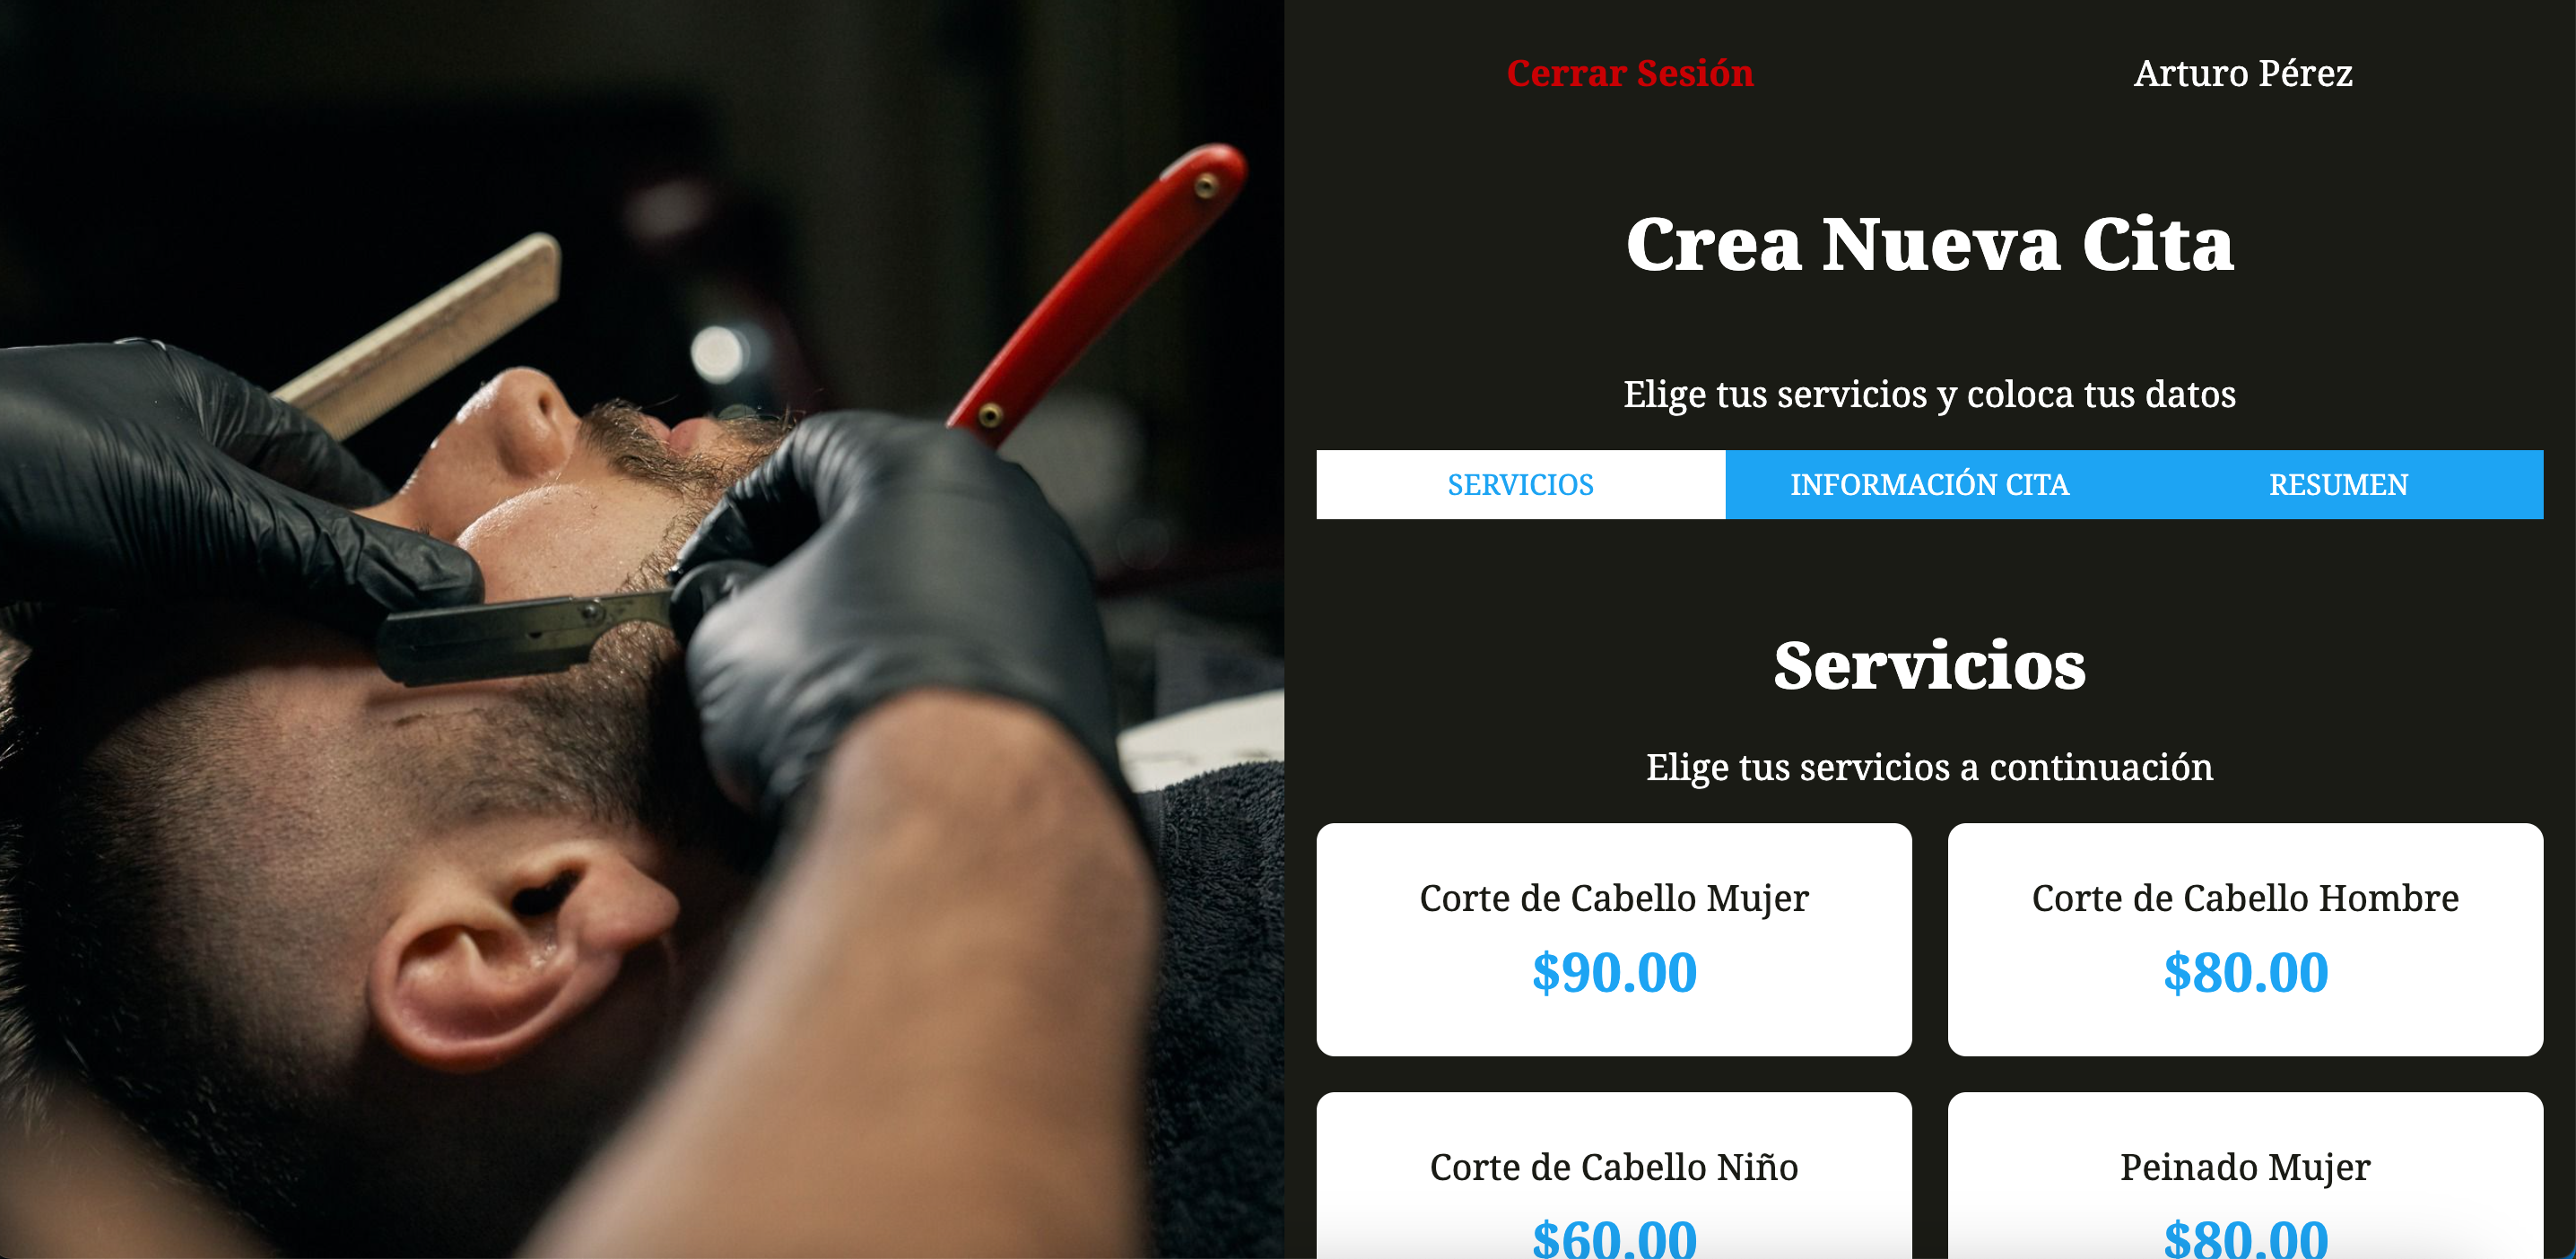 Cerrar Sesión
Arturo Pérez
Crea Nueva Cita
Elige tus servicios y coloca tus datos
SERVICIOS
INFORMACIÓN CITA
RESUMEN
Servicios
Elige tus servicios a continuación
Corte de Cabello Mujer
$90.00
Corte de Cabello Hombre
$80.00
Corte de Cabello Niño
$60.00
Peinado Mujer
$80.00